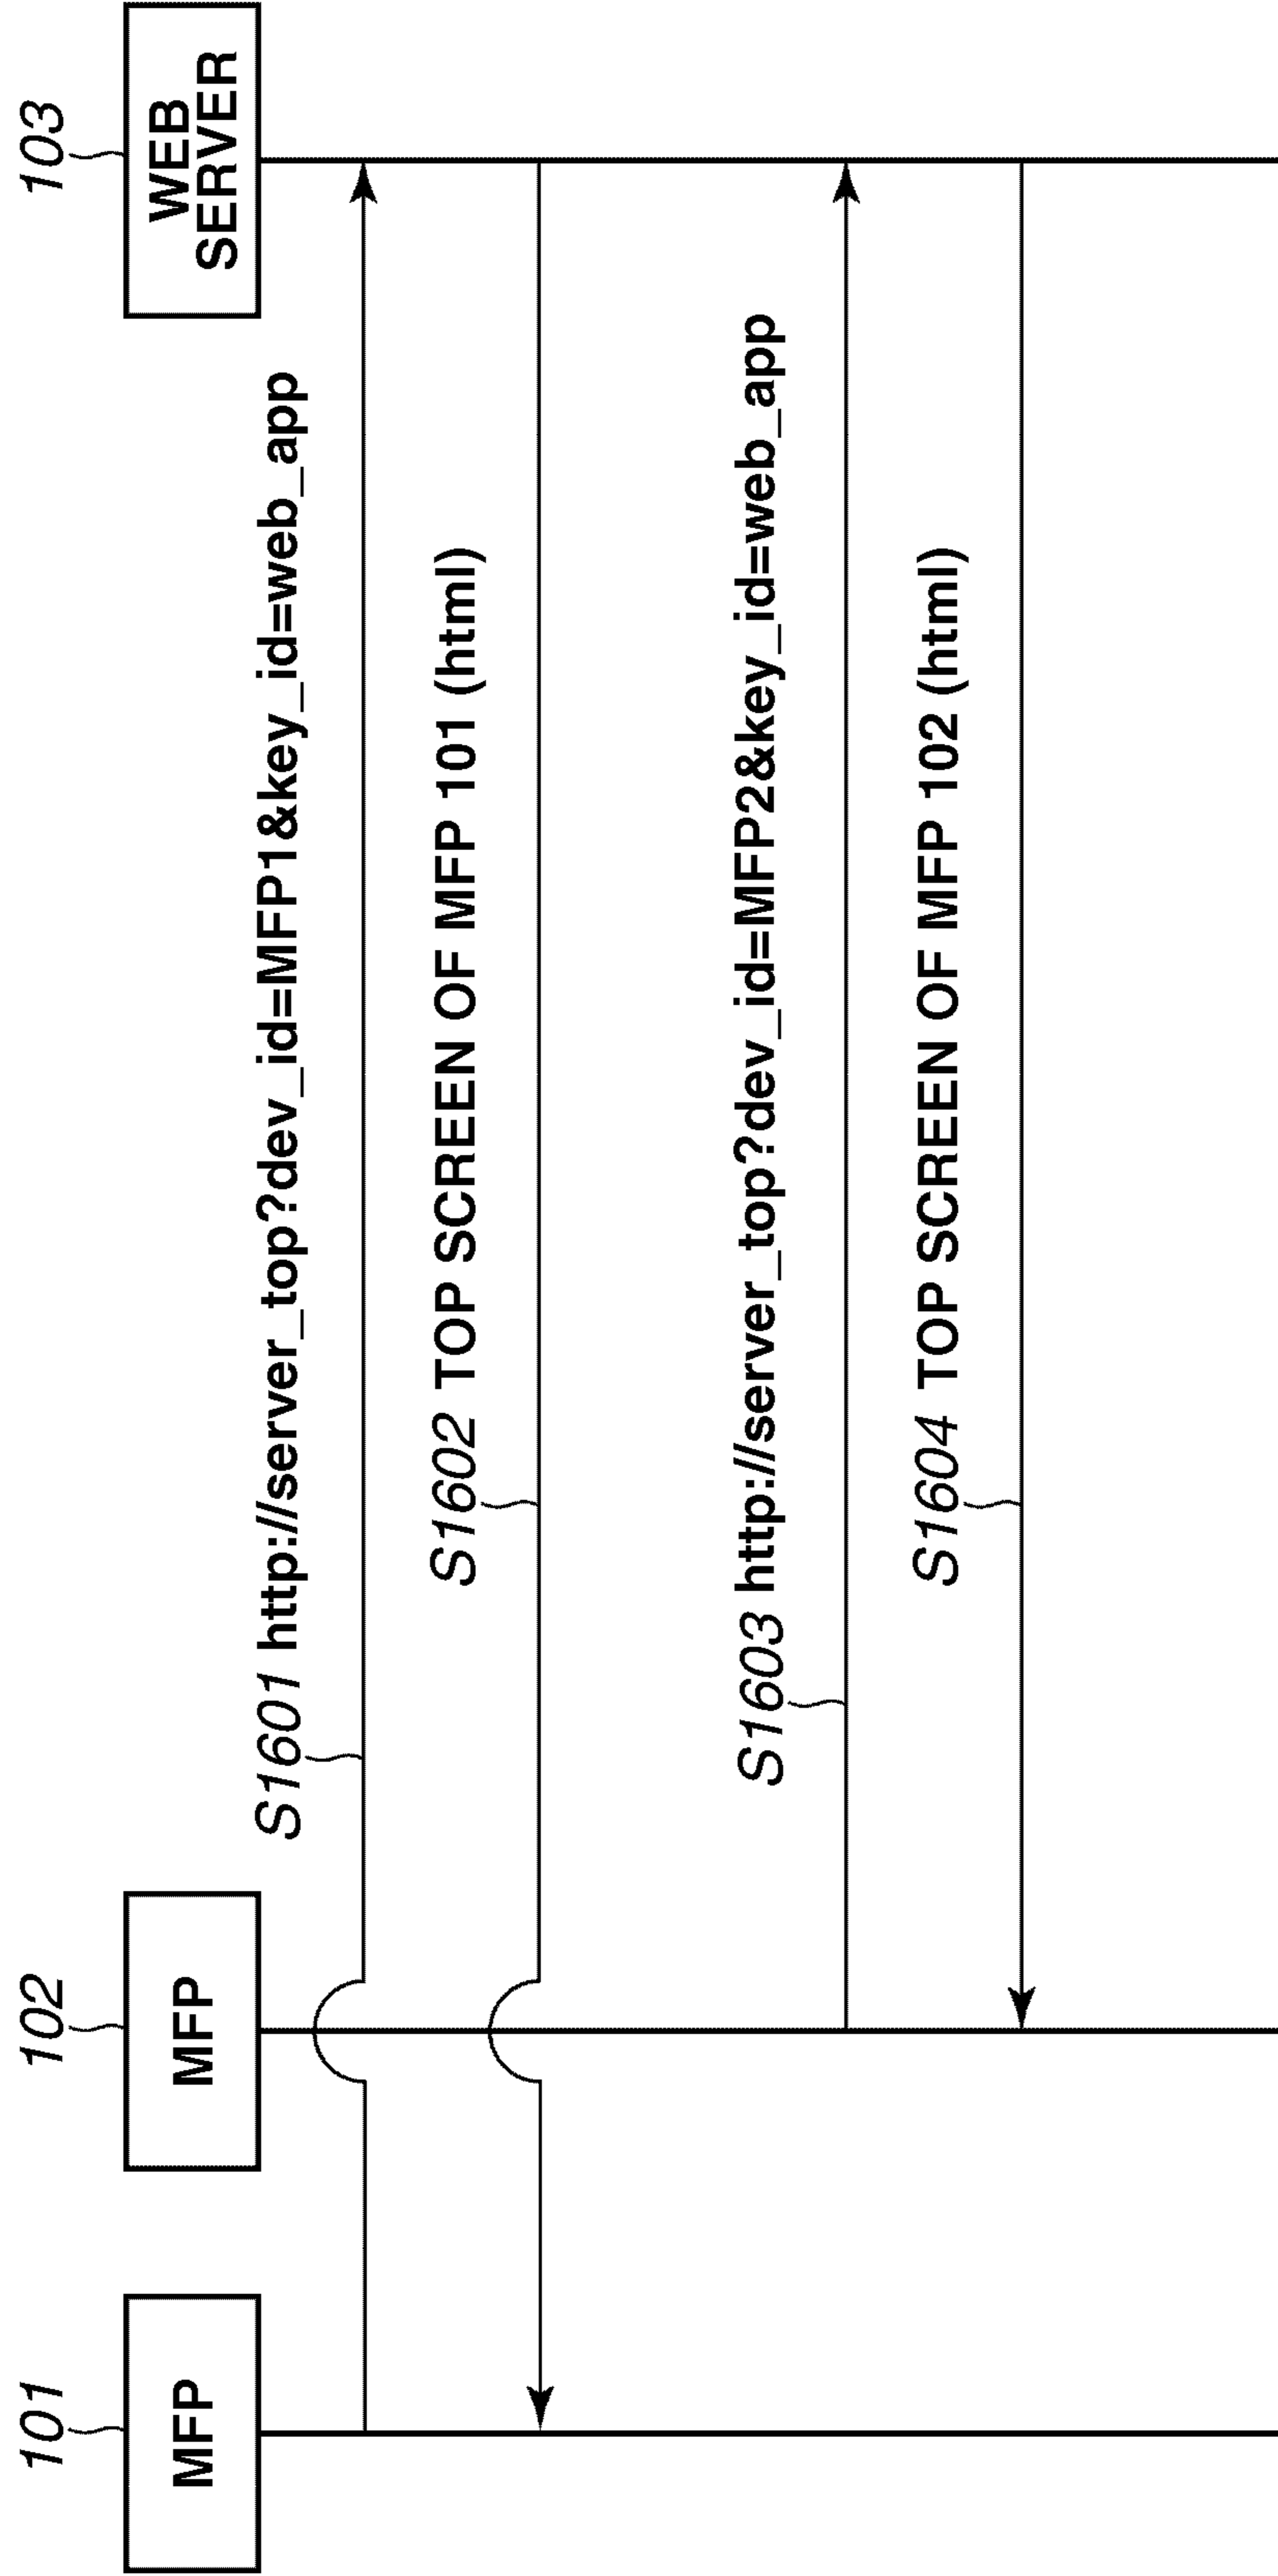 101
102
103
MFP
MFP
WEB
SERVER
S1601 http://server_top?dev_id=MFP1&key_id=web_app
S1602 TOP SCREEN OF MFP 101 (html)
S1603 http://server_top?dev_id=MFP2&key_id=web_app
S1604 TOP SCREEN OF MFP 102 (html)